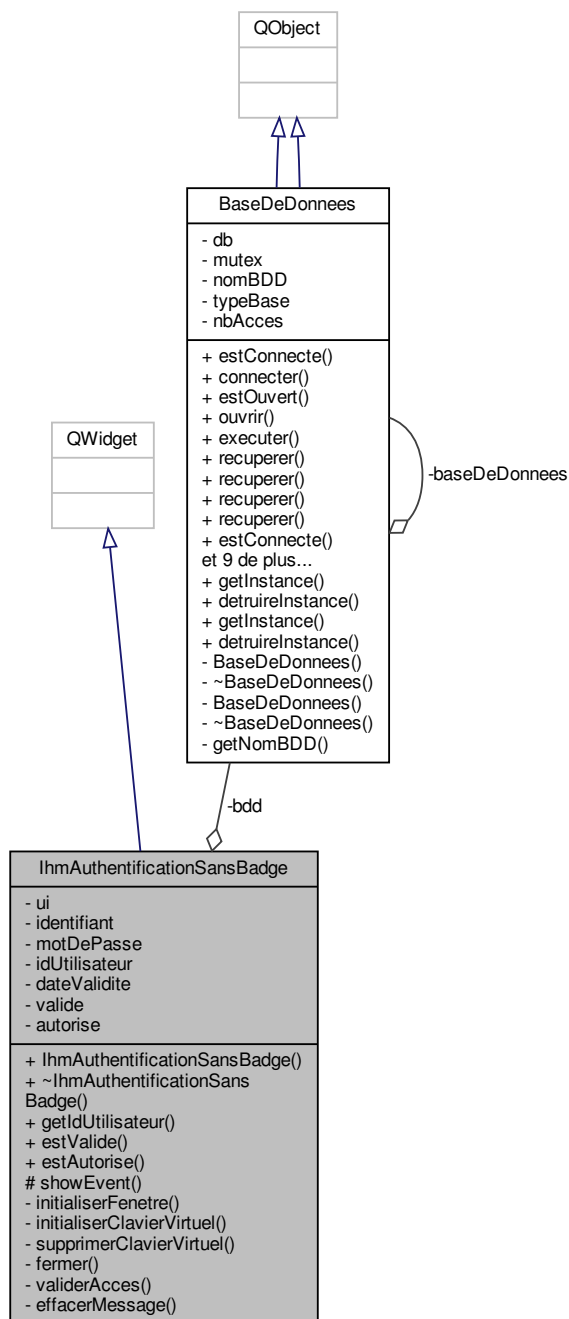 QObject
BaseDeDonnees
- db
- mutex
- nomBDD
- typeBase
- nbAcces
+ estConnecte()
+ connecter()
+ estOuvert()
+ ouvrir()
+ executer()
+ recuperer()
+ recuperer()
+ recuperer()
+ recuperer()
+ estConnecte()
et 9 de plus...
+ getInstance()
+ detruireInstance()
+ getInstance()
+ detruireInstance()
- BaseDeDonnees()
- ~BaseDeDonnees()
- BaseDeDonnees()
- ~BaseDeDonnees()
- getNomBDD()
-baseDeDonnees
QWidget
-bdd
IhmAuthentificationSansBadge
- ui
- identifiant
- motDePasse
- idUtilisateur
- dateValidite
- valide
- autorise
+ IhmAuthentificationSansBadge()
+ ~IhmAuthentificationSans
Badge()
+ getIdUtilisateur()
+ estValide()
+ estAutorise()
# showEvent()
- initialiserFenetre()
- initialiserClavierVirtuel()
- supprimerClavierVirtuel()
- fermer()
- validerAcces()
- effacerMessage()